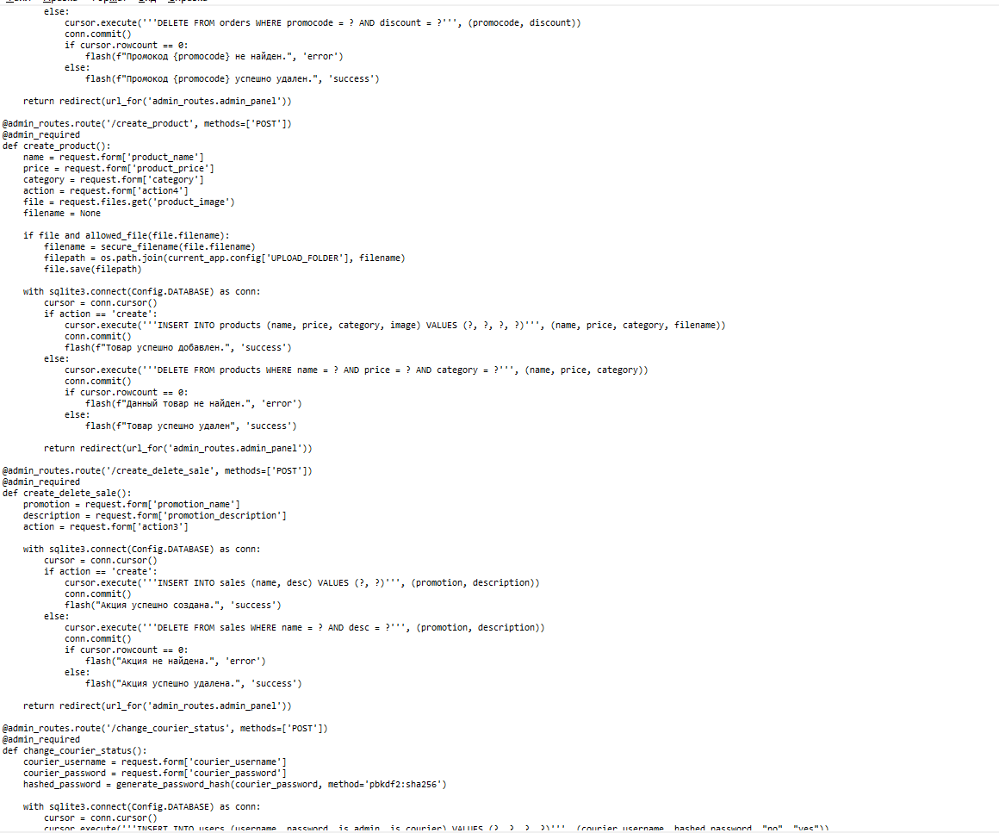 else:
            cursor.execute('''DELETE FROM orders WHERE promocode = ? AND discount = ?''', (promocode, discount))
            conn.commit()
            if cursor.rowcount == 0:
                flash(f"Промокод {promocode} не найден.", 'error')
            else:
                flash(f"Промокод {promocode} успешно удален.", 'success')

    return redirect(url_for('admin_routes.admin_panel'))

@admin_routes.route('/create_product', methods=['POST'])
@admin_required
def create_product():
    name = request.form['product_name']
    price = request.form['product_price']
    category = request.form['category']
    action = request.form['action4']
    file = request.files.get('product_image')
    filename = None

    if file and allowed_file(file.filename):
        filename = secure_filename(file.filename)
        filepath = os.path.join(current_app.config['UPLOAD_FOLDER'], filename)
        file.save(filepath)

    with sqlite3.connect(Config.DATABASE) as conn:
        cursor = conn.cursor()
        if action == 'create':
            cursor.execute('''INSERT INTO products (name, price, category, image) VALUES (?, ?, ?, ?)''', (name, price, category, filename))
            conn.commit()
            flash(f"Товар успешно добавлен.", 'success')
        else:
            cursor.execute('''DELETE FROM products WHERE name = ? AND price = ? AND category = ?''', (name, price, category))
            conn.commit()
            if cursor.rowcount == 0:
                flash(f"Данный товар не найден.", 'error')
            else:
                flash(f"Товар успешно удален", 'success')

        return redirect(url_for('admin_routes.admin_panel'))

@admin_routes.route('/create_delete_sale', methods=['POST'])
@admin_required
def create_delete_sale():
    promotion = request.form['promotion_name']
    description = request.form['promotion_description']
    action = request.form['action3']

    with sqlite3.connect(Config.DATABASE) as conn:
        cursor = conn.cursor()
        if action == 'create':
            cursor.execute('''INSERT INTO sales (name, desc) VALUES (?, ?)''', (promotion, description))
            conn.commit()
            flash("Акция успешно создана.", 'success')
        else:
            cursor.execute('''DELETE FROM sales WHERE name = ? AND desc = ?''', (promotion, description))
            conn.commit()
            if cursor.rowcount == 0:
                flash("Акция не найдена.", 'error')
            else:
                flash("Акция успешно удалена.", 'success')

    return redirect(url_for('admin_routes.admin_panel'))

@admin_routes.route('/change_courier_status', methods=['POST'])
@admin_required
def change_courier_status():
    courier_username = request.form['courier_username']
    courier_password = request.form['courier_password']
    hashed_password = generate_password_hash(courier_password, method='pbkdf2:sha256')

    with sqlite3.connect(Config.DATABASE) as conn:
        cursor = conn.cursor()
        cursor.execute('''INSERT INTO users (username, password, is_admin, is_courier) VALUES (?, ?, ?, ?)''', (courier_username, hashed_password, "no", "yes"))